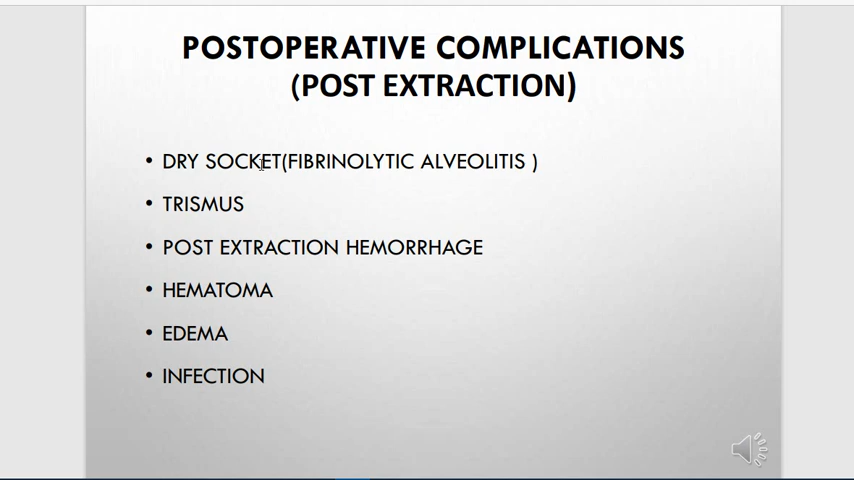 POSTOPERATIVE COMPLICATIONS
(POST EXTRACTION)
• DRY SOCKET(FIBRINOLYTIC ALVEOLITIS )
• TRISMUS
• POST EXTRACTION HEMORRHAGE
• HEMATOMA
• EDEMA
• INFECTION